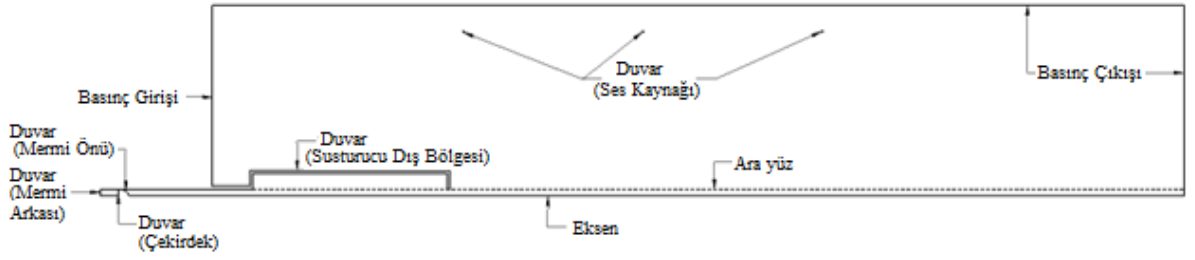 Duvar
(Ses Kaynağı)
Basınç Çıkışı
Basınç Girişi
Duvar
(Mermi Önü)
Duvar
(Susturucu Dış Bölgesi)
Ara yüz
Duvar
(Mermi
Arkası)
Duvar
(Çekirdek)
Eksen